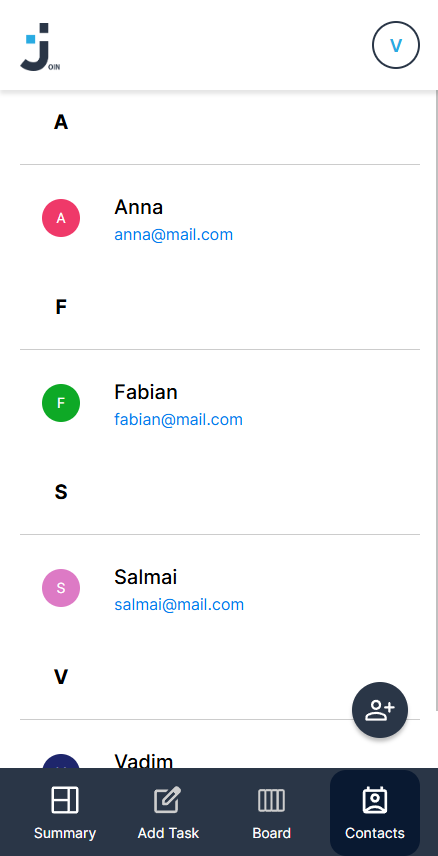 OIN
V
A
A
Anna
anna@mail.com
F
F
Fabian
fabian@mail.com
S
S
Salmai
salmai@mail.com
V
Vadim
Summary
Add Task
Board
Contacts